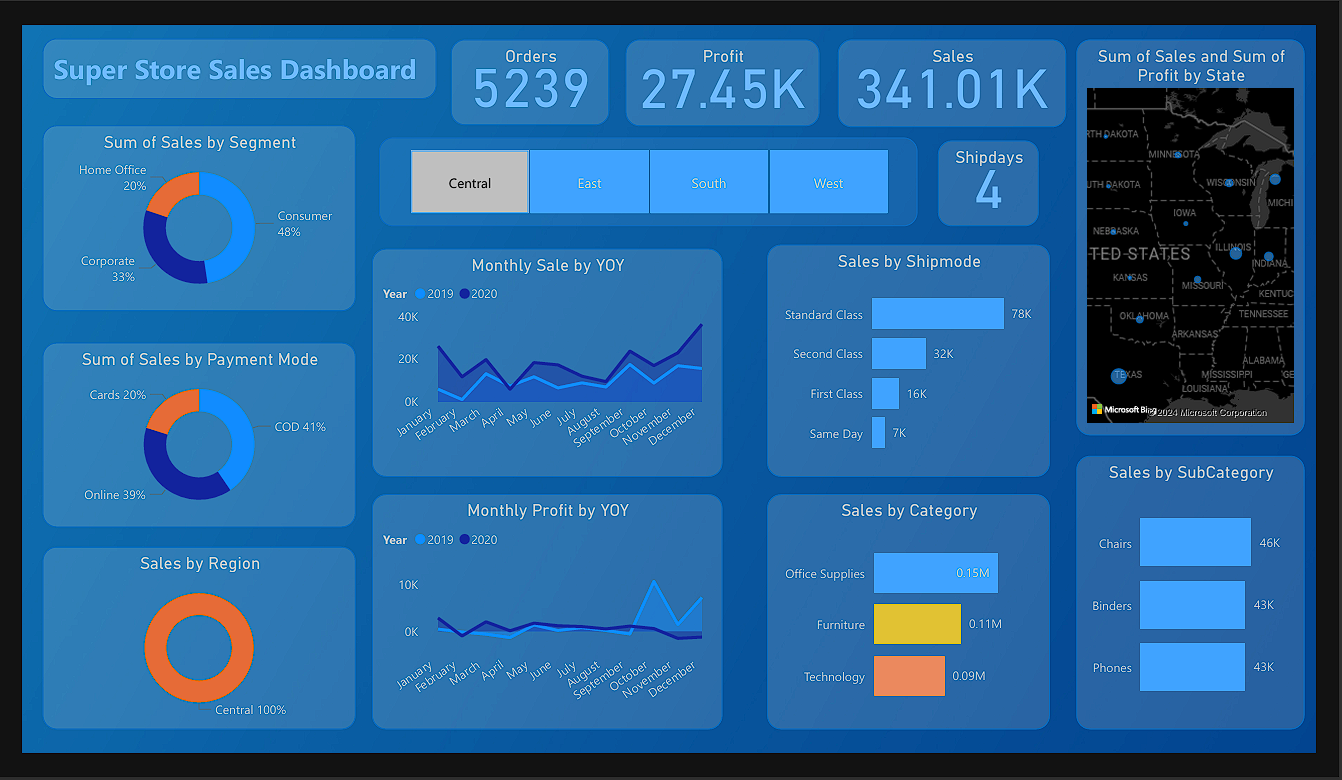 Super Store Sales Dashboard
Orders
5239
Profit
27.45K
Sales
341.01K
Sum of Sales and Sum of
Profit by State
RTH DAKOTA
MINNESOTA
UTH DAKOTA
WISCONSIN
MICHI
IOWA
NEBRASKA
ILLINOIS
TED STATES
INDIANA
KANSAS
MISSOURI
KENTUC
OKLAHOMA
TENNESSEE
ARKANSAS
ALABAMA
TEXAS
MISSISSIPPI
GE
LOUISIANA
Microsoft Bing
©2024 Microsoft Corporation
Central
East
South
West
Shipdays
4
Sum of Sales by Segment
Home Office
20%
Consumer
48%
Corporate
33%
Monthly Sale by YOY
Year 2019 2020
40K
20K
0K
January
February
March
April
May
June
July
August
September
October
November
December
Sales by Shipmode
Standard Class 78K
Second Class 32K
First Class 16K
Same Day 7K
Sum of Sales by Payment Mode
Cards 20%
COD 41%
Online 39%
Sales by Region
Central 100%
Monthly Profit by YOY
Year 2019 2020
10K
0K
January
February
March
April
May
June
July
August
September
October
November
December
Sales by Category
Office Supplies 0.15M
Furniture 0.11M
Technology 0.09M
Sales by SubCategory
Chairs 46K
Binders 43K
Phones 43K